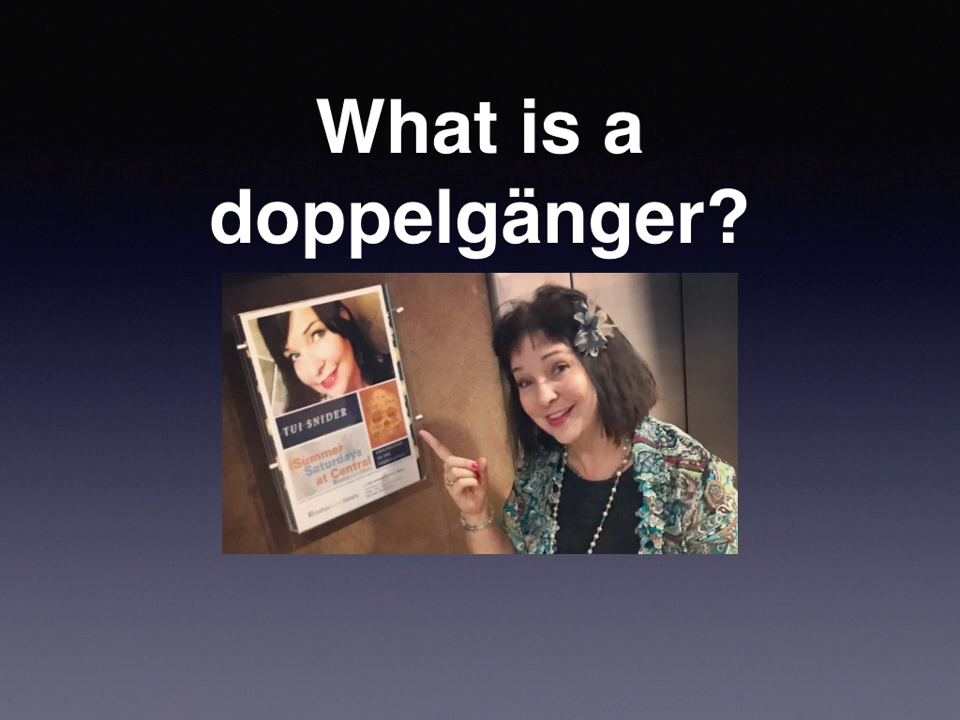 What is a
doppelgänger?
TUI SNIDER
Summer
Saturdays
at Central